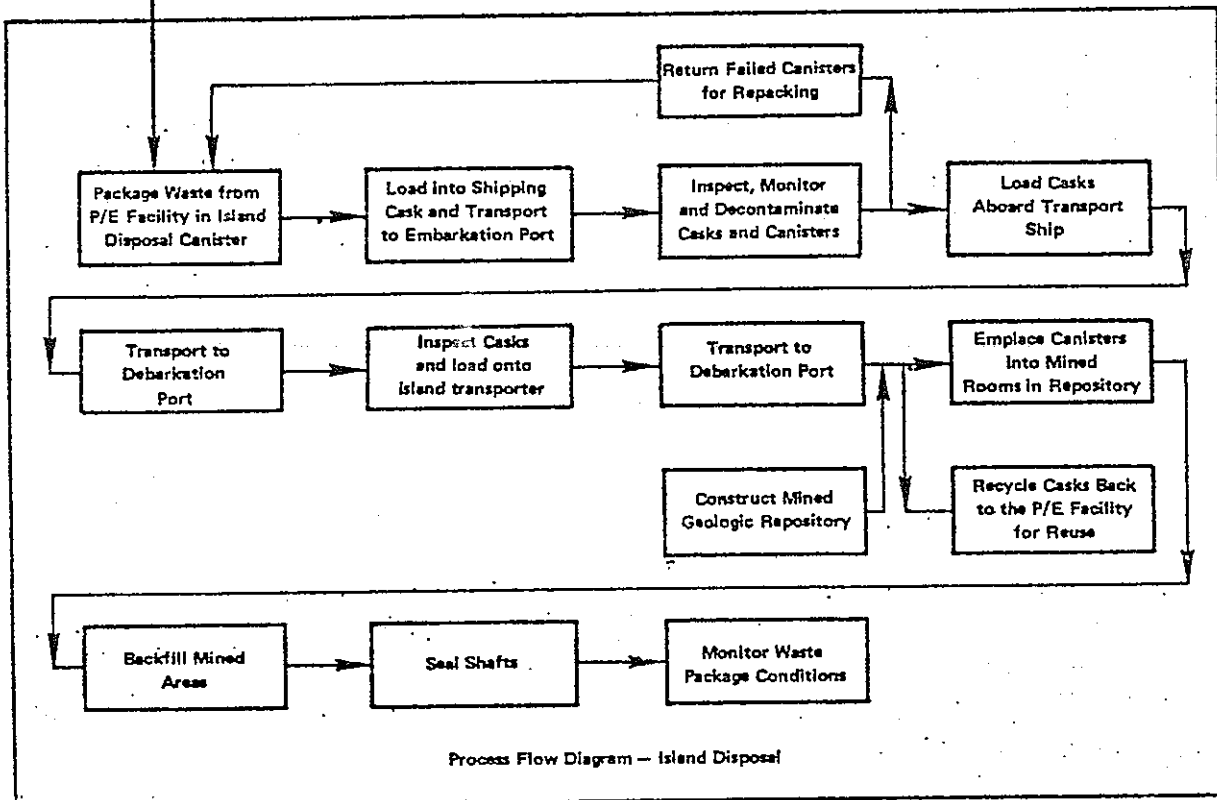 Return Failed Canisters
for Repacking
Package Waste from
P/E Facility in Island
Disposal Canister
Load into Shipping
Cask and Transport
to Embarkation Port
Inspect, Monitor
and Decontaminate
Casks and Canisters
Load Casks
Aboard Transport
Ship
Transport to
Debarkation
Port
Inspect Casks
and load onto
Island transporter
Transport to
Debarkation Port
Emplace Canisters
Into Mined
Rooms in Repository
Construct Mined
Geologic Repository
Recycle Casks Back
to the P/E Facility
for Reuse
Backfill Mined
Areas
Seal Shafts
Monitor Waste
Package Conditions
Process Flow Diagram — Island Disposal